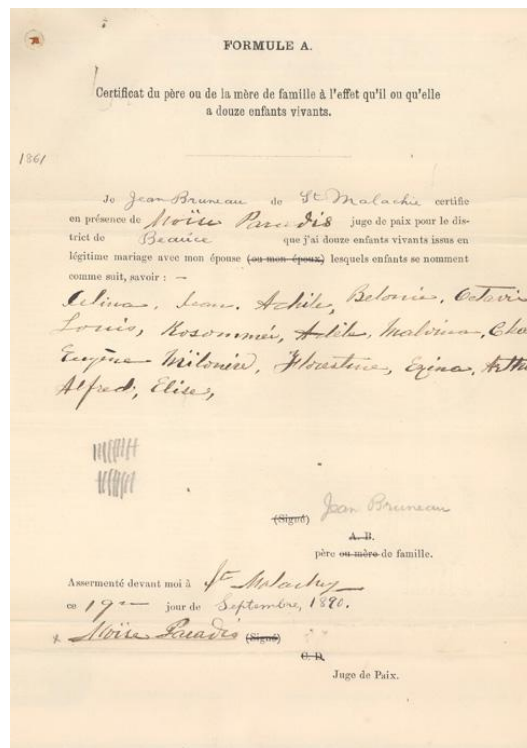 FORMULE A.
Certificat du père ou de la mère de famille à l'effet qu'il ou qu'elle
a douze enfants vivants.
1861
Je Jean Bruneau de St Malachie certifie
en présence de Moïse Paradis juge de paix pour le dis-
trict de Beauce que j'ai douze enfants vivants issus en
légitime mariage avec mon épouse (ou mon époux) lesquels enfants se nomment
comme suit, savoir : —
Celina, Jean, Achile, Belonie, Octavi
Louis, Adèle, Malvina,
Eugène Florestine, Exina, Arthu
Alfred, Elise,
Jean Bruneau
(Signé)
A. B.
père ou mère de famille.
Assermenté devant moi à St Malachy
ce 19me jour de Septembre, 1890.
Moïse Paradis (Signé)
C. D.
Juge de Paix.